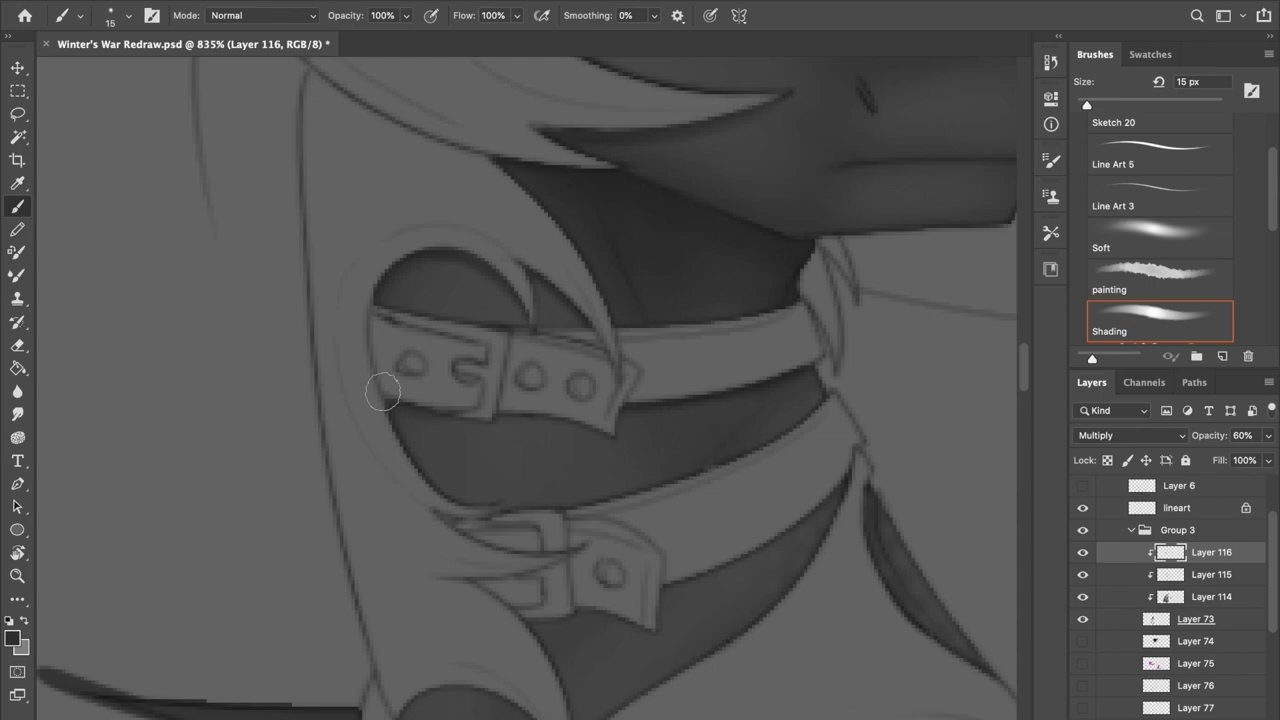 15
Mode: Normal
Opacity: 100%
Flow: 100%
Smoothing: 0%
Winter's War Redraw.psd @ 835% (Layer 116, RGB/8) *
Brushes
Swatches
Size:
15 px
Sketch 20
Line Art 5
Line Art 3
Soft
painting
Shading
Layers
Channels
Paths
Kind
Multiply
Opacity: 60%
Lock:
Fill: 100%
Layer 6
lineart
Group 3
Layer 116
Layer 115
Layer 114
Layer 73
Layer 74
Layer 75
Layer 76
Layer 77